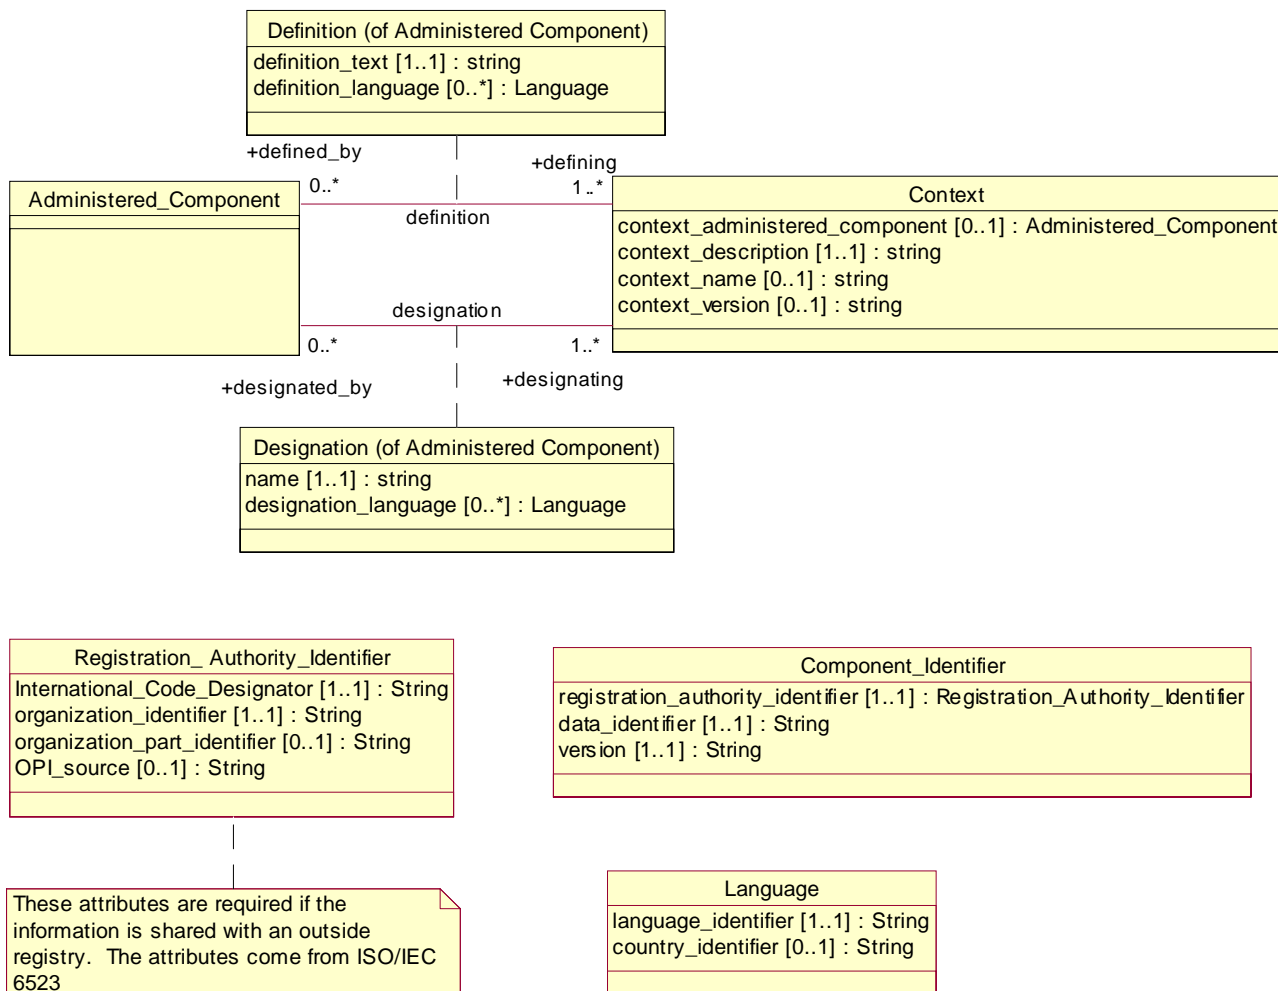 Definition (of Administered Component)
definition_text [1..1] : string
definition_language [0..*] : Language
+defined_by
+defining
0..*
1..*
definition
Administered_Component
Context
context_administered_component [0..1] : Administered_Component
context_description [1..1] : string
context_name [0..1] : string
context_version [0..1] : string
designation
0..*
1..*
+designated_by
+designating
Designation (of Administered Component)
name [1..1] : string
designation_language [0..*] : Language
Registration_ Authority_Identifier
International_Code_Designator [1..1] : String
organization_identifier [1..1] : String
organization_part_identifier [0..1] : String
OPI_source [0..1] : String
Component_Identifier
registration_authority_identifier [1..1] : Registration_Authority_Identifier
data_identifier [1..1] : String
version [1..1] : String
These attributes are required if the
information is shared with an outside
registry.  The attributes come from ISO/IEC
6523
Language
language_identifier [1..1] : String
country_identifier [0..1] : String